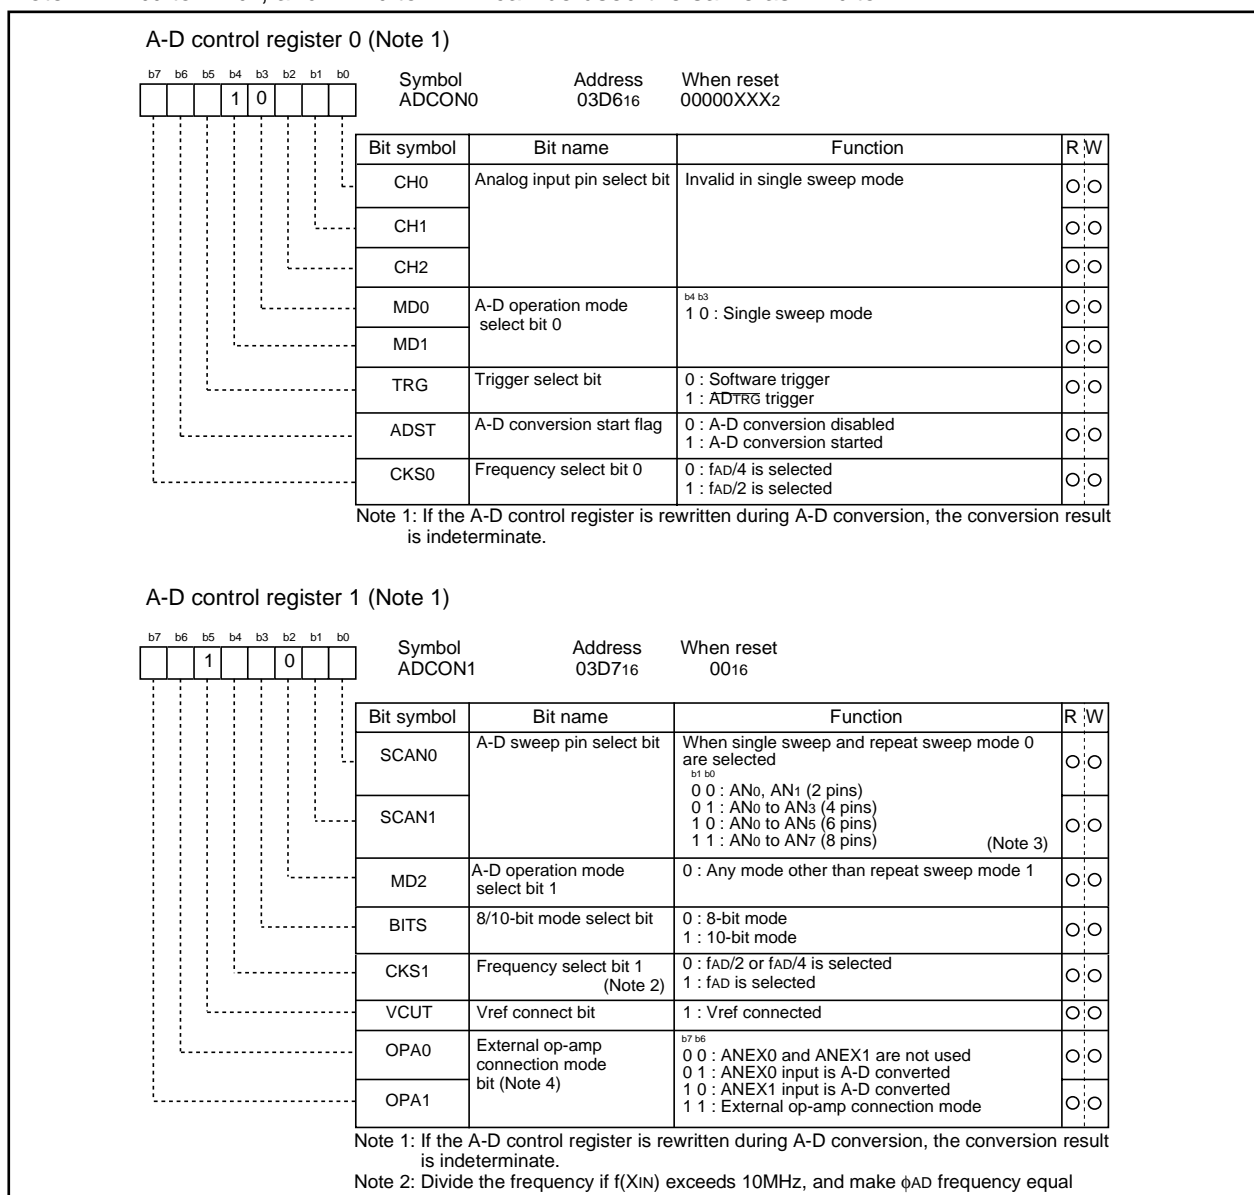 A-D control register 0 (Note 1)
b7 b6 b5 b4 b3 b2 b1 b0
1 0
Symbol Address When reset
ADCON0 03D616 00000XXX2
Bit symbol Bit name Function R W
CH0 Analog input pin select bit Invalid in single sweep mode
CH1
CH2
MD0 A-D operation mode select bit 0 b4 b3
1 0 : Single sweep mode
MD1
TRG Trigger select bit 0 : Software trigger
1 : ADTRG trigger
ADST A-D conversion start flag 0 : A-D conversion disabled
1 : A-D conversion started
CKS0 Frequency select bit 0 0 : fAD/4 is selected
1 : fAD/2 is selected
Note 1: If the A-D control register is rewritten during A-D conversion, the conversion result
is indeterminate.
A-D control register 1 (Note 1)
b7 b6 b5 b4 b3 b2 b1 b0
1 0
Symbol Address When reset
ADCON1 03D716 0016
Bit symbol Bit name Function R W
SCAN0 A-D sweep pin select bit When single sweep and repeat sweep mode 0
are selected
b1 b0
0 0 : AN0, AN1 (2 pins)
0 1 : AN0 to AN3 (4 pins)
SCAN1 1 0 : AN0 to AN5 (6 pins)
1 1 : AN0 to AN7 (8 pins) (Note 3)
MD2 A-D operation mode select bit 1 0 : Any mode other than repeat sweep mode 1
BITS 8/10-bit mode select bit 0 : 8-bit mode
1 : 10-bit mode
CKS1 Frequency select bit 1 (Note 2) 0 : fAD/2 or fAD/4 is selected
1 : fAD is selected
VCUT Vref connect bit 1 : Vref connected
OPA0 External op-amp connection mode bit (Note 4) b7 b6
0 0 : ANEX0 and ANEX1 are not used
0 1 : ANEX0 input is A-D converted
1 0 : ANEX1 input is A-D converted
OPA1 1 1 : External op-amp connection mode
Note 1: If the A-D control register is rewritten during A-D conversion, the conversion result
is indeterminate.
Note 2: Divide the frequency if f(XIN) exceeds 10MHz, and make ϕAD frequency equal